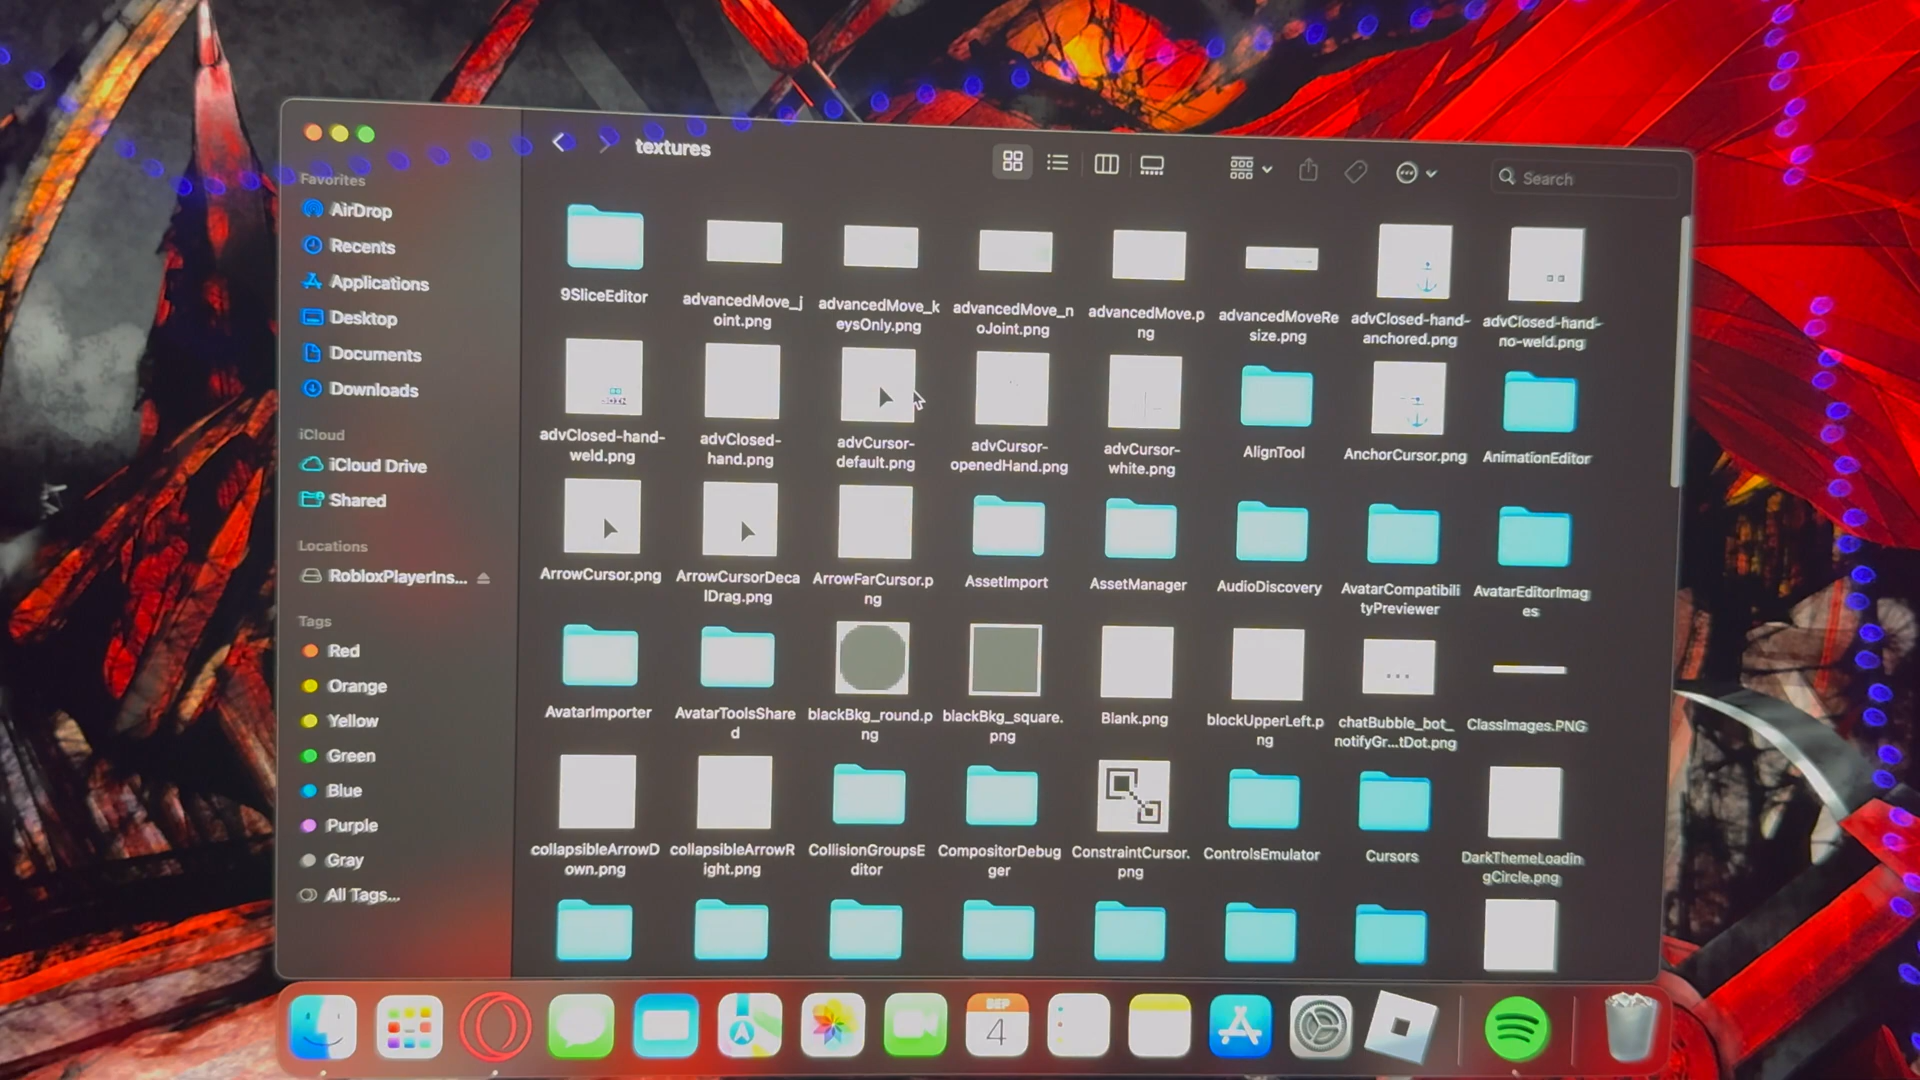 textures
Search
Favorites
AirDrop
Recents
Applications
Desktop
Documents
Downloads
iCloud
iCloud Drive
Shared
Locations
RobloxPlayerIns...
Tags
Red
Orange
Yellow
Green
Blue
Purple
Gray
All Tags...
9SliceEditor
advancedMove_j
oint.png
advancedMove_k
eysOnly.png
advancedMove_n
oJoint.png
advancedMove.p
ng
advancedMoveRe
size.png
advClosed-hand-
anchored.png
advClosed-hand-
no-weld.png
advClosed-hand-
weld.png
advClosed-
hand.png
advCursor-
default.png
advCursor-
openedHand.png
advCursor-
white.png
AlignTool
AnchorCursor.png
AnimationEditor
ArrowCursor.png
ArrowCursorDeca
lDrag.png
ArrowFarCursor.p
ng
AssetImport
AssetManager
AudioDiscovery
AvatarCompatibili
tyPreviewer
AvatarEditorImag
es
AvatarImporter
AvatarToolsShare
d
blackBkg_round.p
ng
blackBkg_square.
png
Blank.png
blockUpperLeft.p
ng
chatBubble_bot_
notifyGr...tDot.png
ClassImages.PNG
collapsibleArrowD
own.png
collapsibleArrowR
ight.png
CollisionGroupsE
ditor
CompositorDebug
ger
ConstraintCursor.
png
ControlsEmulator
Cursors
DarkThemeLoadin
gCircle.png
SEP
4